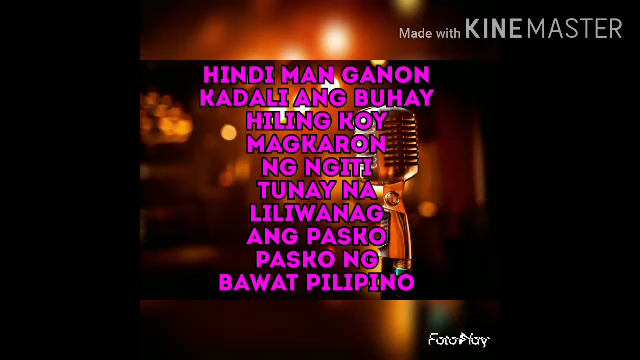 Made with KINEMASTER
HINDI MAN GANON
KADALI ANG BUHAY
HILING KOY
MAGKARON
NG NGITI
TUNAY NA
LILIWANAG
ANG PASKO
PASKO NG
BAWAT PILIPINO
FotoPlay